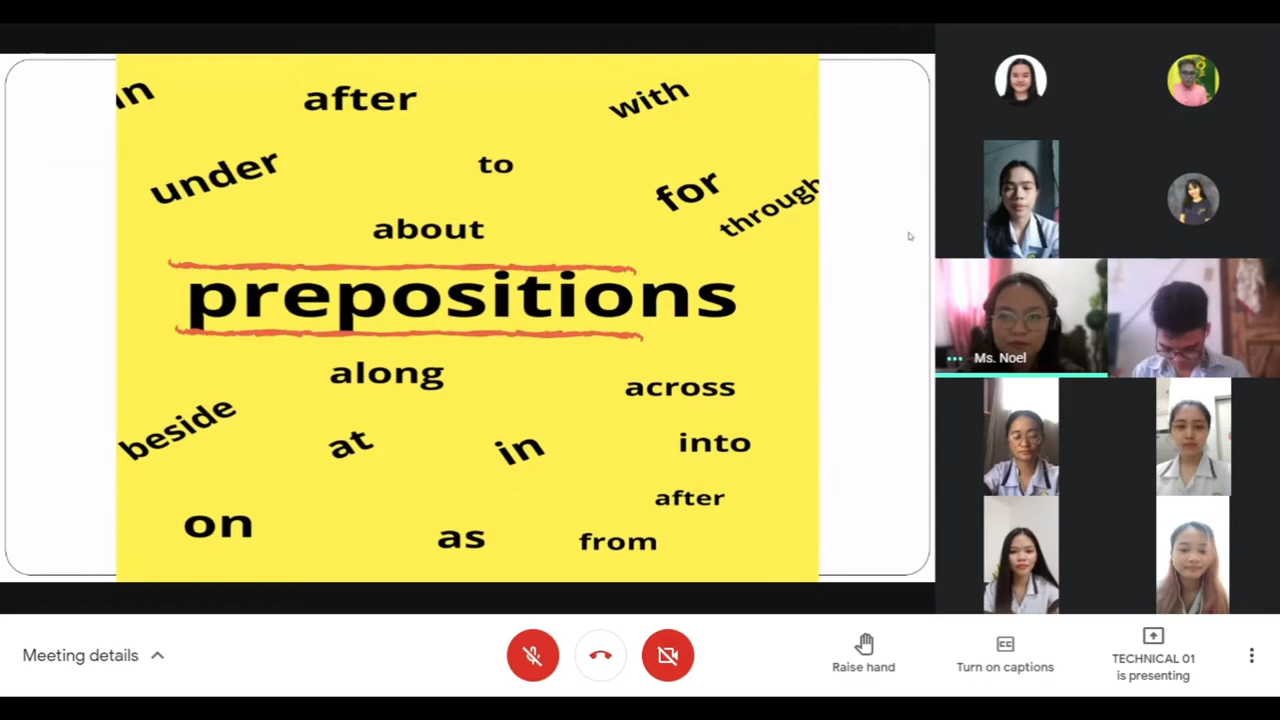 in
after
with
under
to
for
through
about
prepositions
along
across
beside
at
in
into
after
on
as
from
Ms. Noel
Meeting details
Raise hand
Turn on captions
TECHNICAL 01
is presenting